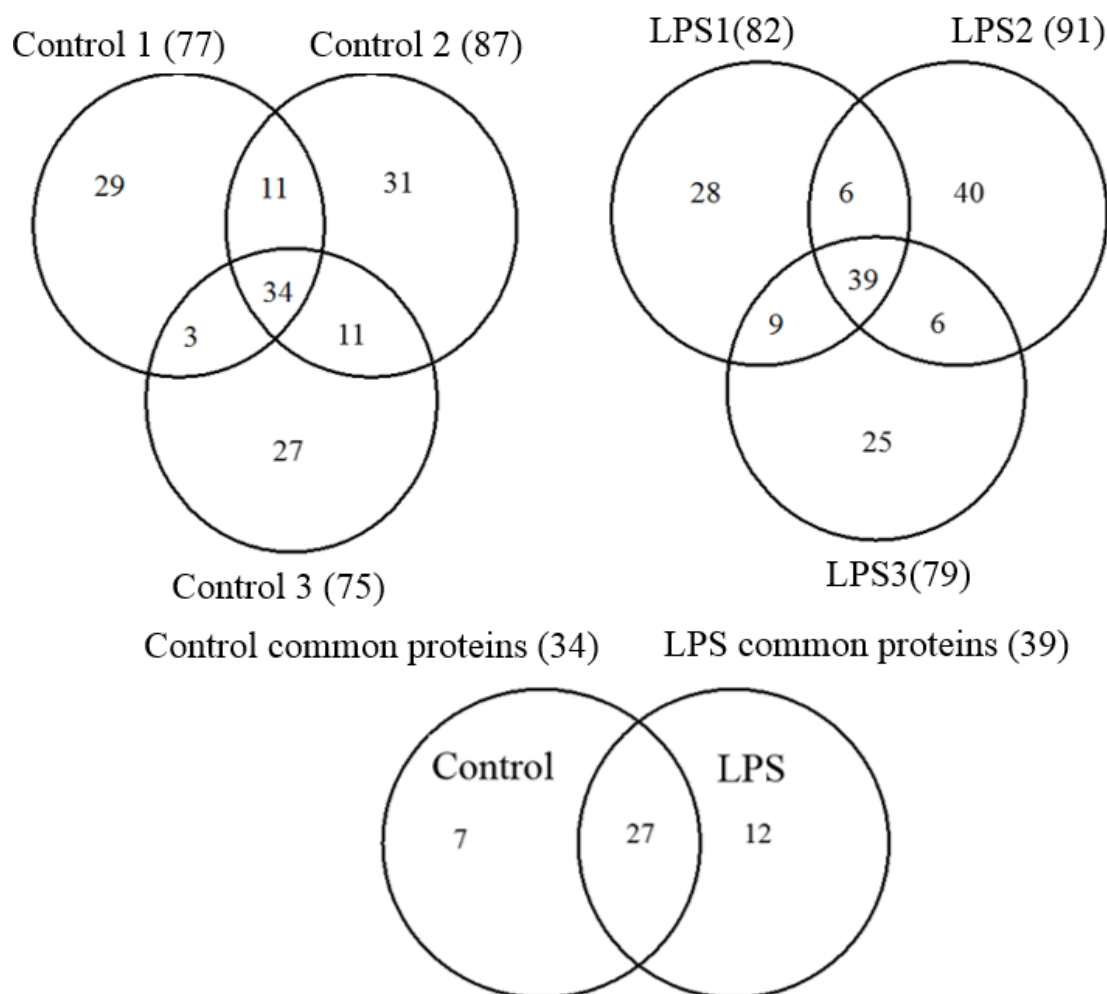 Control 1 (77)
Control 2 (87)
29
11
31
34
3
11
27
Control 3 (75)
LPS1(82)
LPS2 (91)
28
6
40
39
9
6
25
LPS3(79)
Control common proteins (34)
LPS common proteins (39)
Control
LPS
7
27
12